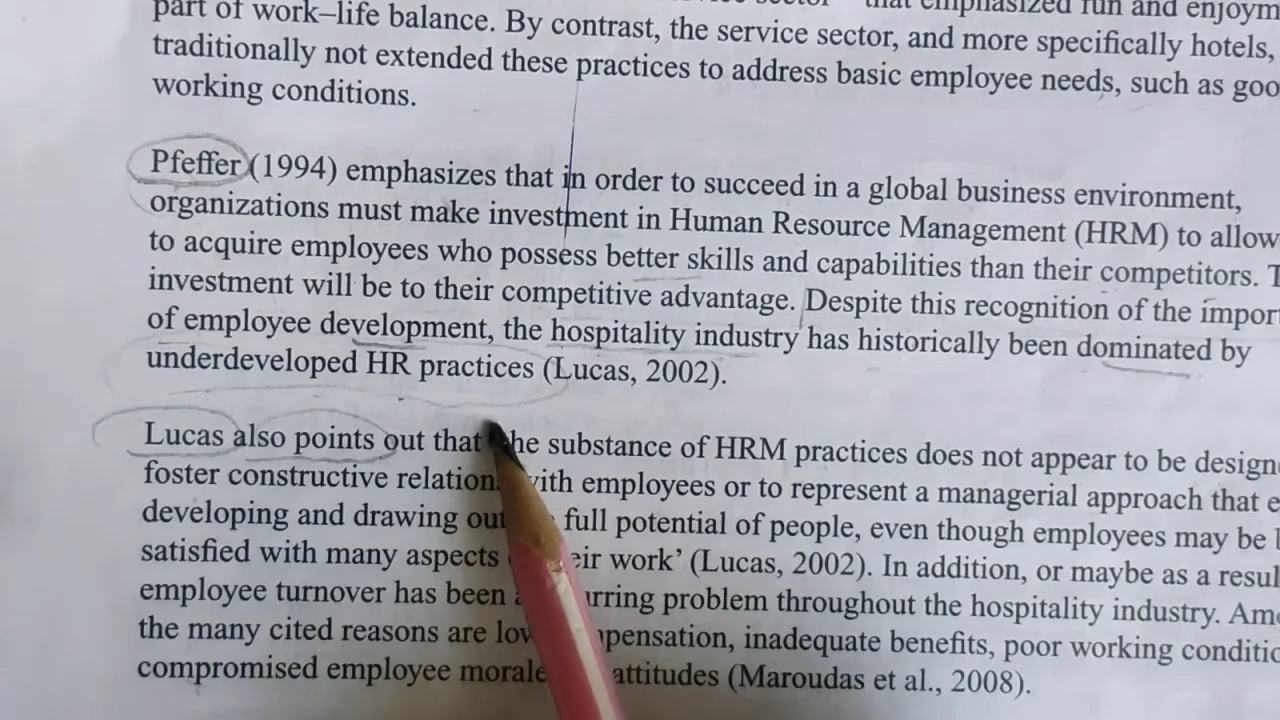 part of work–life balance. By contrast, the service sector, and more specifically hotels,
traditionally not extended these practices to address basic employee needs, such as goo
working conditions.
Pfeffer (1994) emphasizes that in order to succeed in a global business environment,
organizations must make investment in Human Resource Management (HRM) to allow
to acquire employees who possess better skills and capabilities than their competitors. T
investment will be to their competitive advantage. Despite this recognition of the impor
of employee development, the hospitality industry has historically been dominated by
underdeveloped HR practices (Lucas, 2002).
Lucas also points out that he substance of HRM practices does not appear to be design
foster constructive relation with employees or to represent a managerial approach that e
developing and drawing out full potential of people, even though employees may be
satisfied with many aspects eir work’ (Lucas, 2002). In addition, or maybe as a resul
employee turnover has been rring problem throughout the hospitality industry. Am
the many cited reasons are lo pensation, inadequate benefits, poor working conditio
compromised employee morale attitudes (Maroudas et al., 2008).